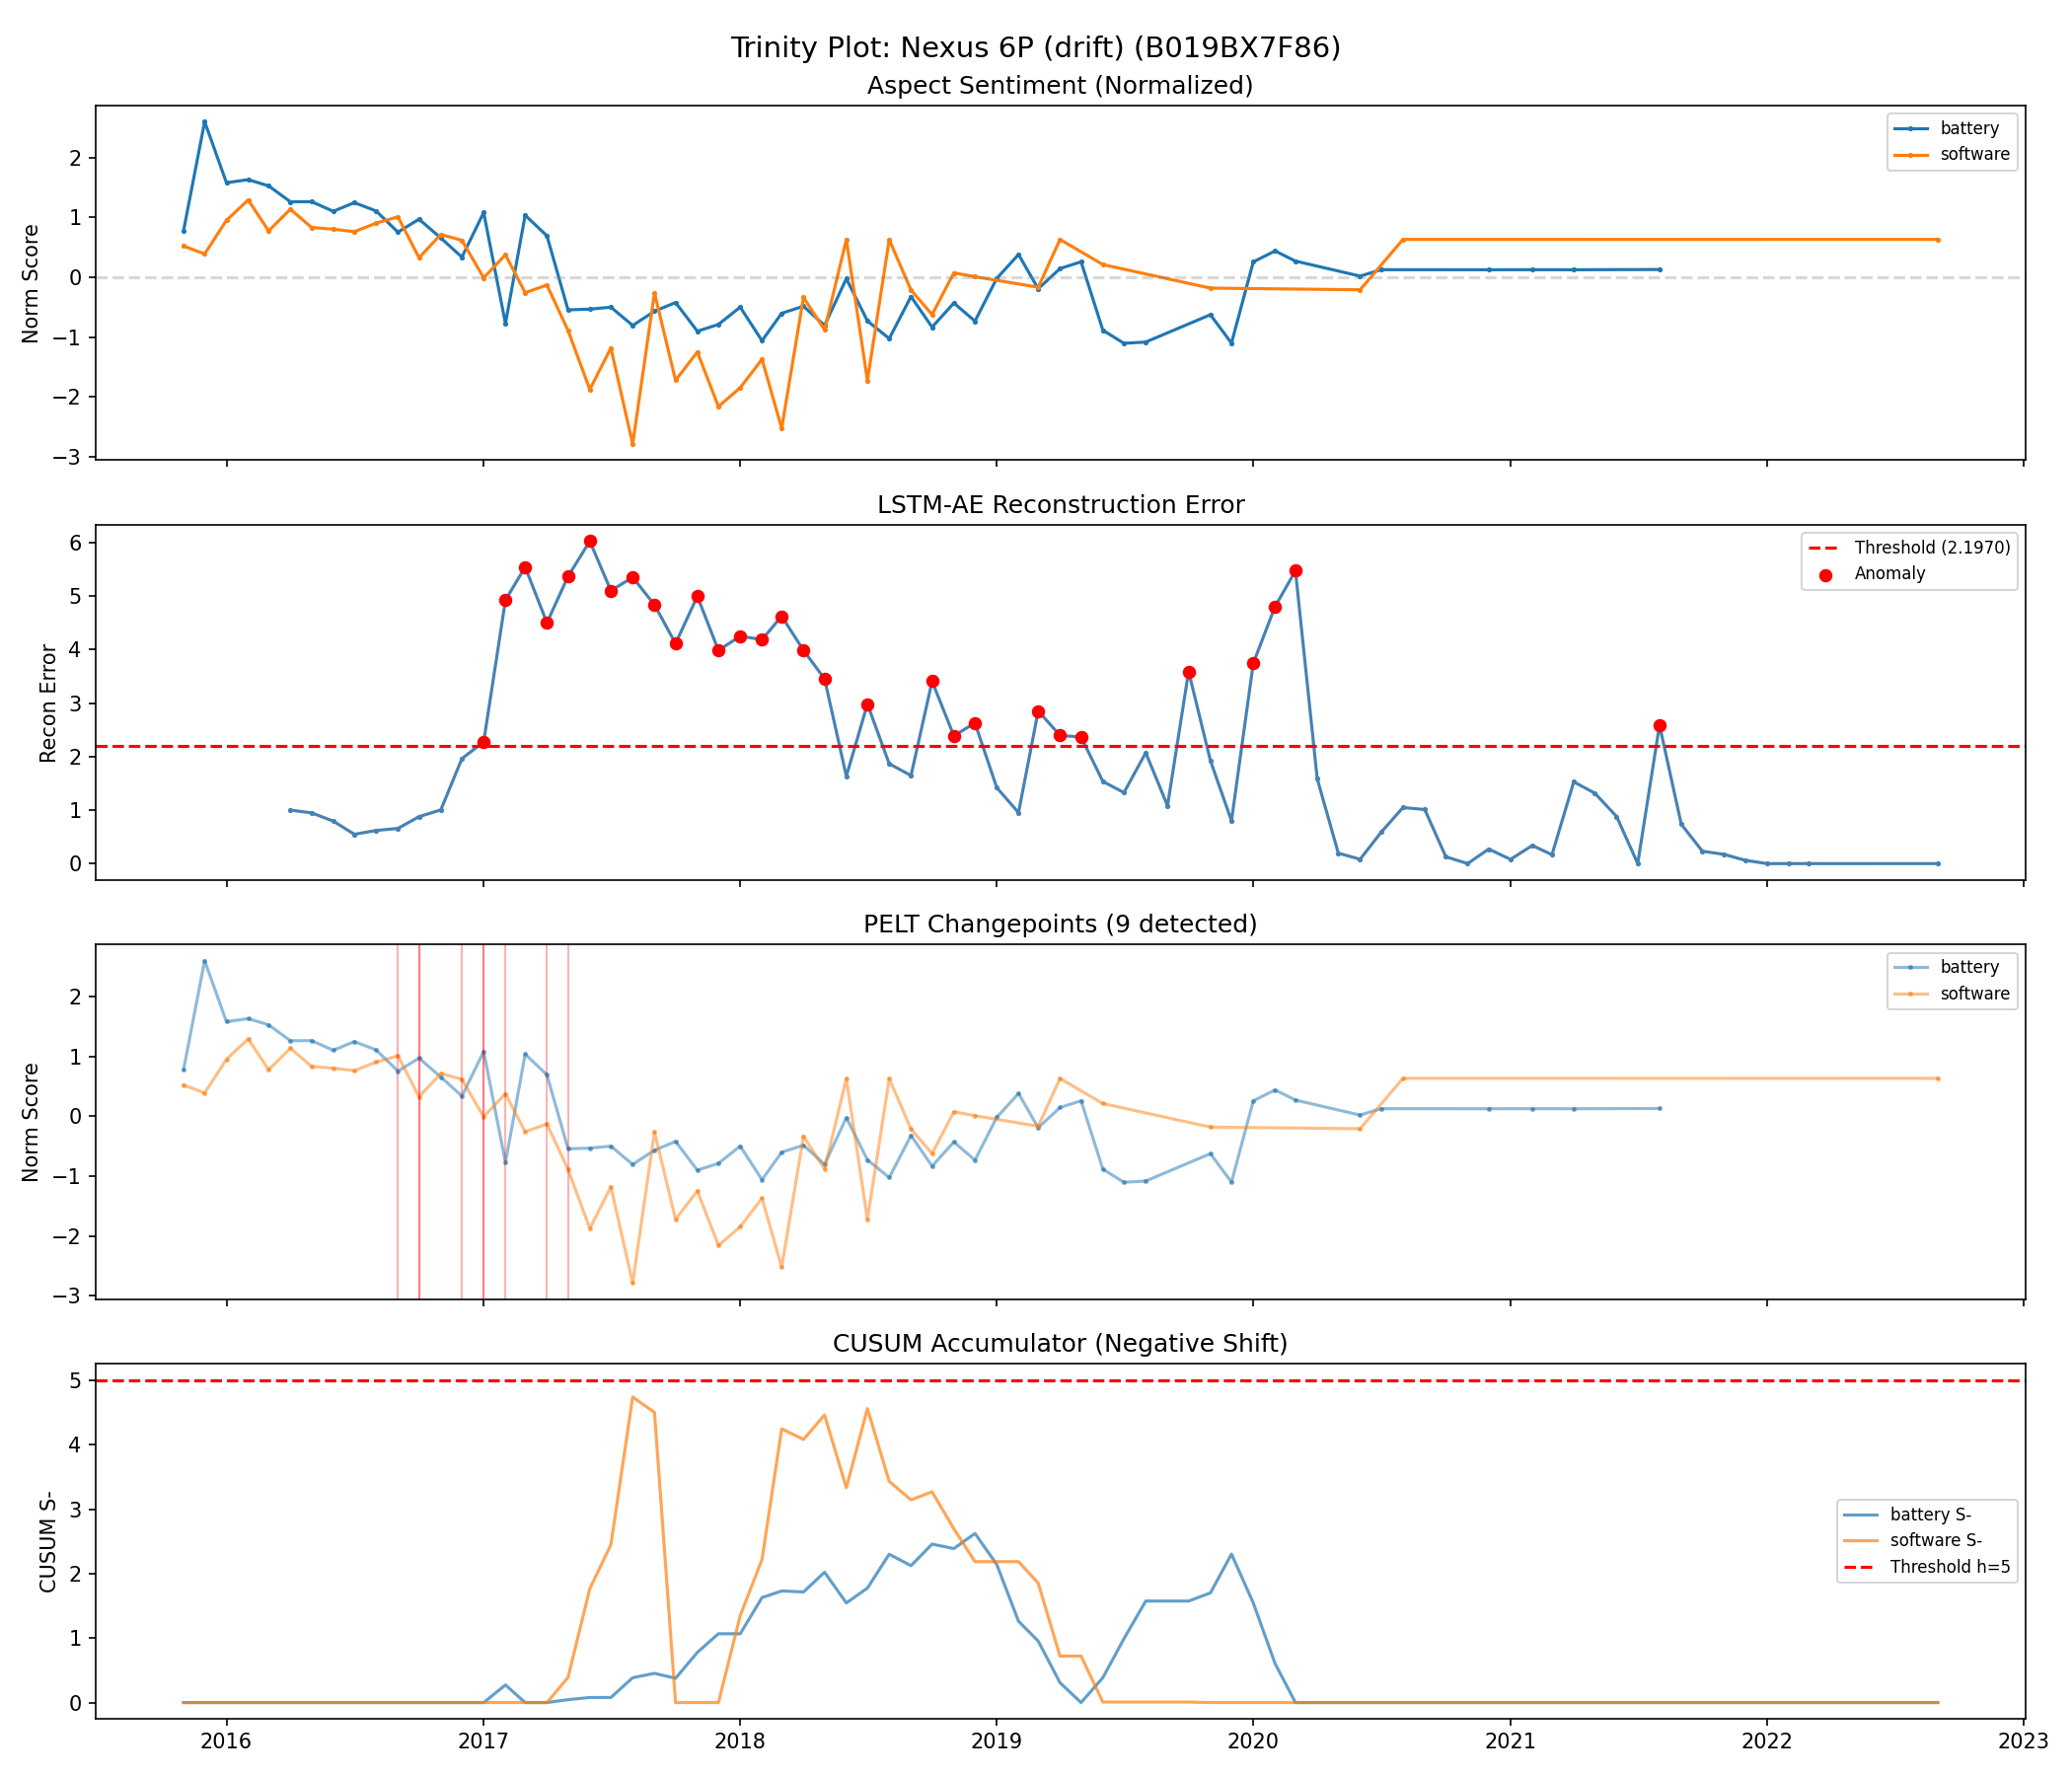 Trinity Plot: Nexus 6P (drift) (B019BX7F86)
Aspect Sentiment (Normalized)
Norm Score
2
1
0
−1
−2
−3
battery
software
LSTM-AE Reconstruction Error
Recon Error
6
5
4
3
2
1
0
Threshold (2.1970)
Anomaly
PELT Changepoints (9 detected)
Norm Score
2
1
0
−1
−2
−3
battery
software
CUSUM Accumulator (Negative Shift)
CUSUM S-
5
4
3
2
1
0
battery S-
software S-
Threshold h=5
2016 2017 2018 2019 2020 2021 2022 2023